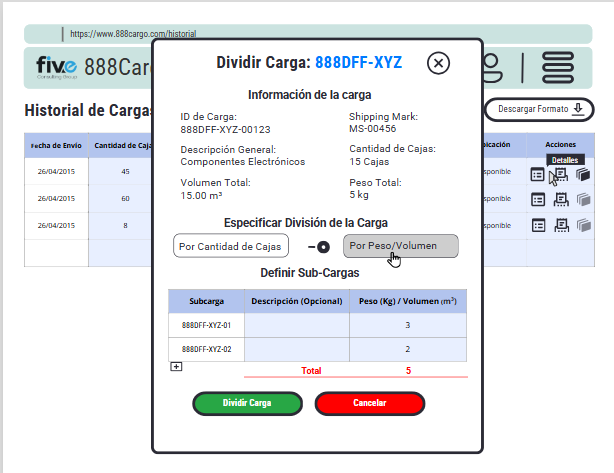 https://www.888cargo.com/historial
five
Consulting Group
888Carg
Historial de Cargas
Descargar Formato
Fecha de Envío
Cantidad de Caja
bicación
Acciones
Detalles
26/04/2015
45
sponible
26/04/2015
60
sponible
26/04/2015
8
sponible
Dividir Carga: 888DFF-XYZ
Información de la carga
ID de Carga:
888DFF-XYZ-00123
Shipping Mark:
MS-00456
Descripción General:
Componentes Electrónicos
Cantidad de Cajas:
15 Cajas
Volumen Total:
15.00 m³
Peso Total:
5 kg
Especificar División de la Carga
Por Cantidad de Cajas
Por Peso/Volumen
Definir Sub-Cargas
Subcarga
Descripción (Opcional)
Peso (Kg) / Volumen (m³)
888DFF-XYZ-01
3
888DFF-XYZ-02
2
Total
5
Dividir Carga
Cancelar